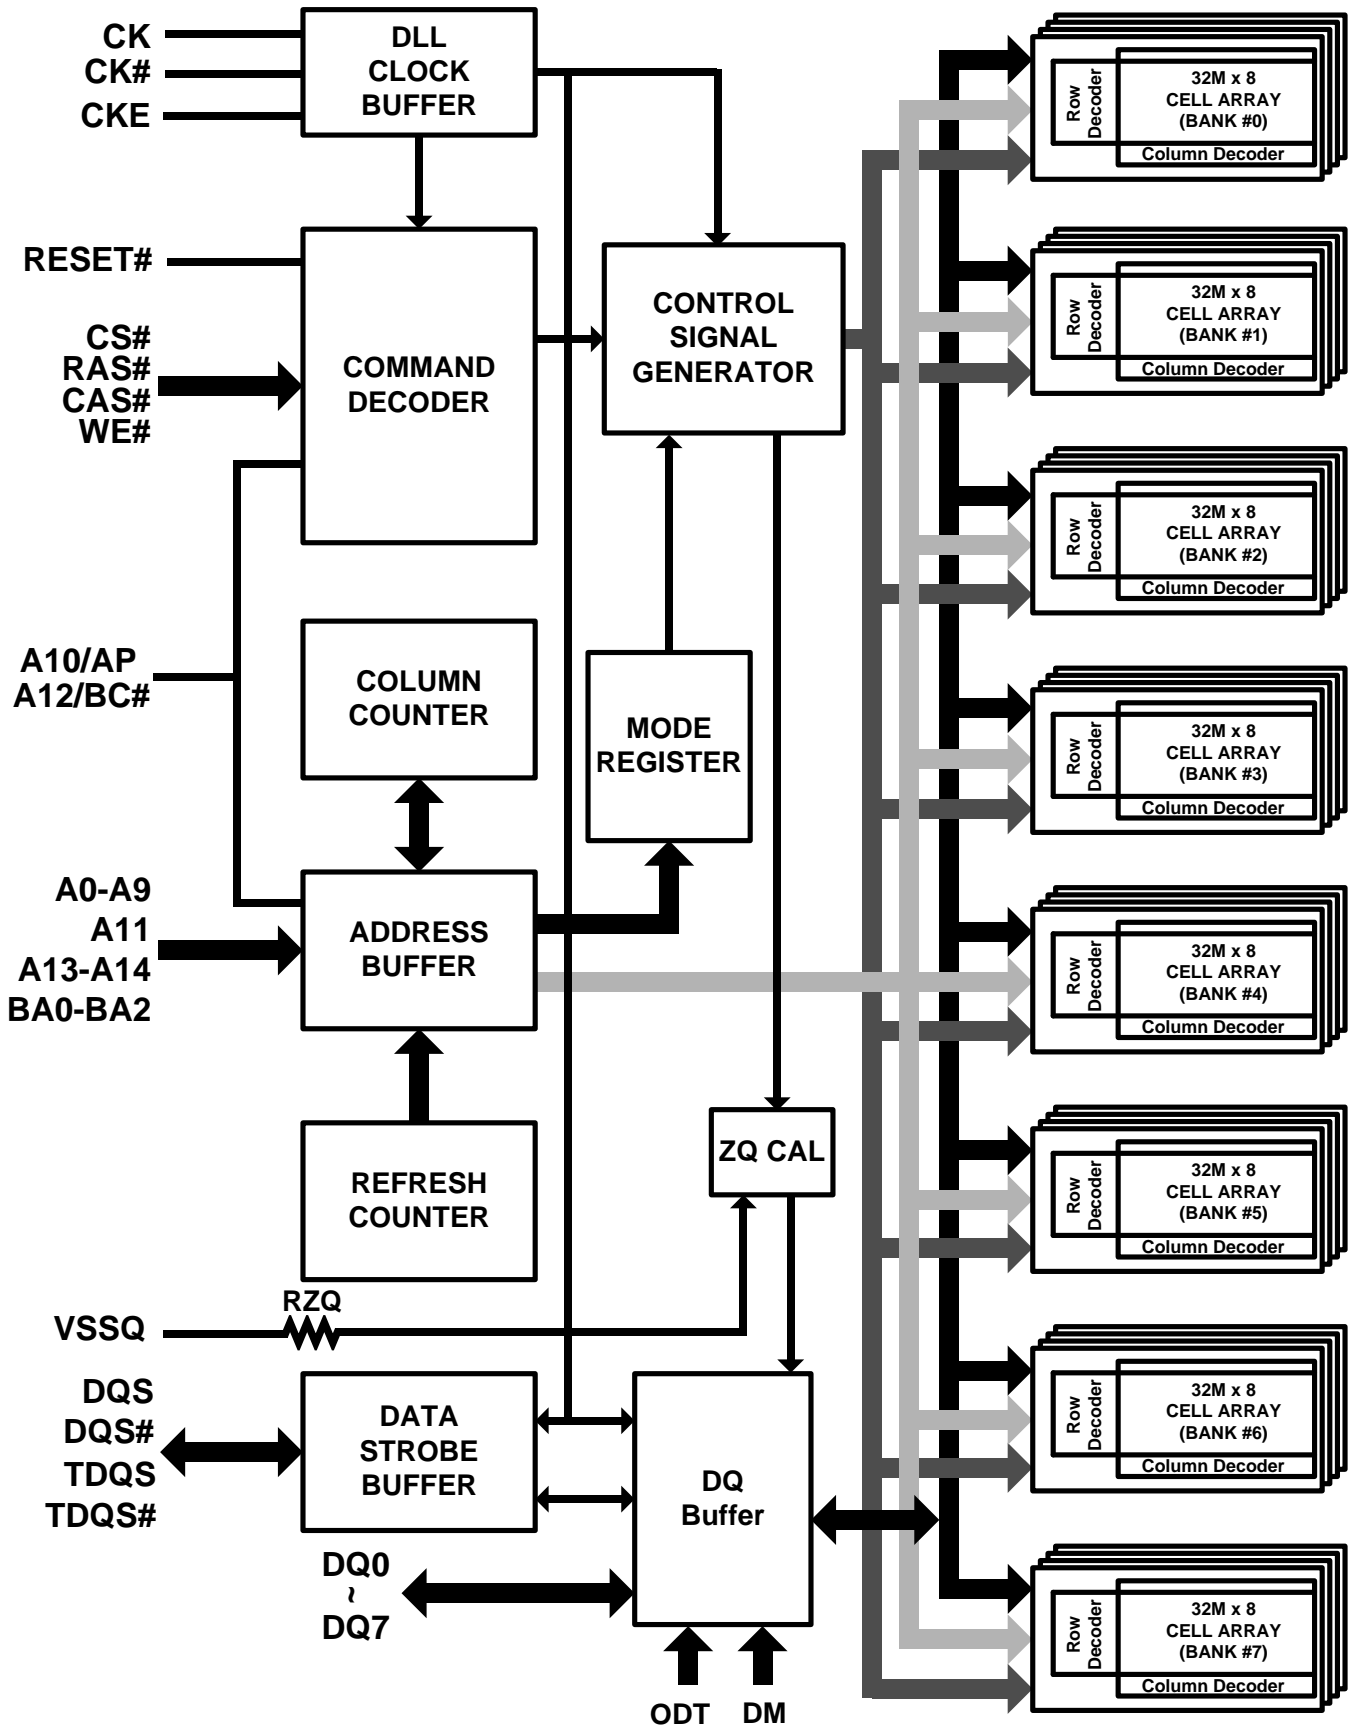 CK
CK#
CKE
DLL
CLOCK
BUFFER
RESET#
CS#
RAS#
CAS#
WE#
COMMAND
DECODER
CONTROL
SIGNAL
GENERATOR
A10/AP
A12/BC#
COLUMN
COUNTER
MODE
REGISTER
A0-A9
A11
A13-A14
BA0-BA2
ADDRESS
BUFFER
REFRESH
COUNTER
ZQ CAL
VSSQ
RZQ
DQS
DQS#
TDQS
TDQS#
DATA
STROBE
BUFFER
DQ
Buffer
DQ0
~
DQ7
ODT
DM
Row
Decoder
32M x 8
CELL ARRAY
(BANK #0)
Column Decoder
Row
Decoder
32M x 8
CELL ARRAY
(BANK #1)
Column Decoder
Row
Decoder
32M x 8
CELL ARRAY
(BANK #2)
Column Decoder
Row
Decoder
32M x 8
CELL ARRAY
(BANK #3)
Column Decoder
Row
Decoder
32M x 8
CELL ARRAY
(BANK #4)
Column Decoder
Row
Decoder
32M x 8
CELL ARRAY
(BANK #5)
Column Decoder
Row
Decoder
32M x 8
CELL ARRAY
(BANK #6)
Column Decoder
Row
Decoder
32M x 8
CELL ARRAY
(BANK #7)
Column Decoder